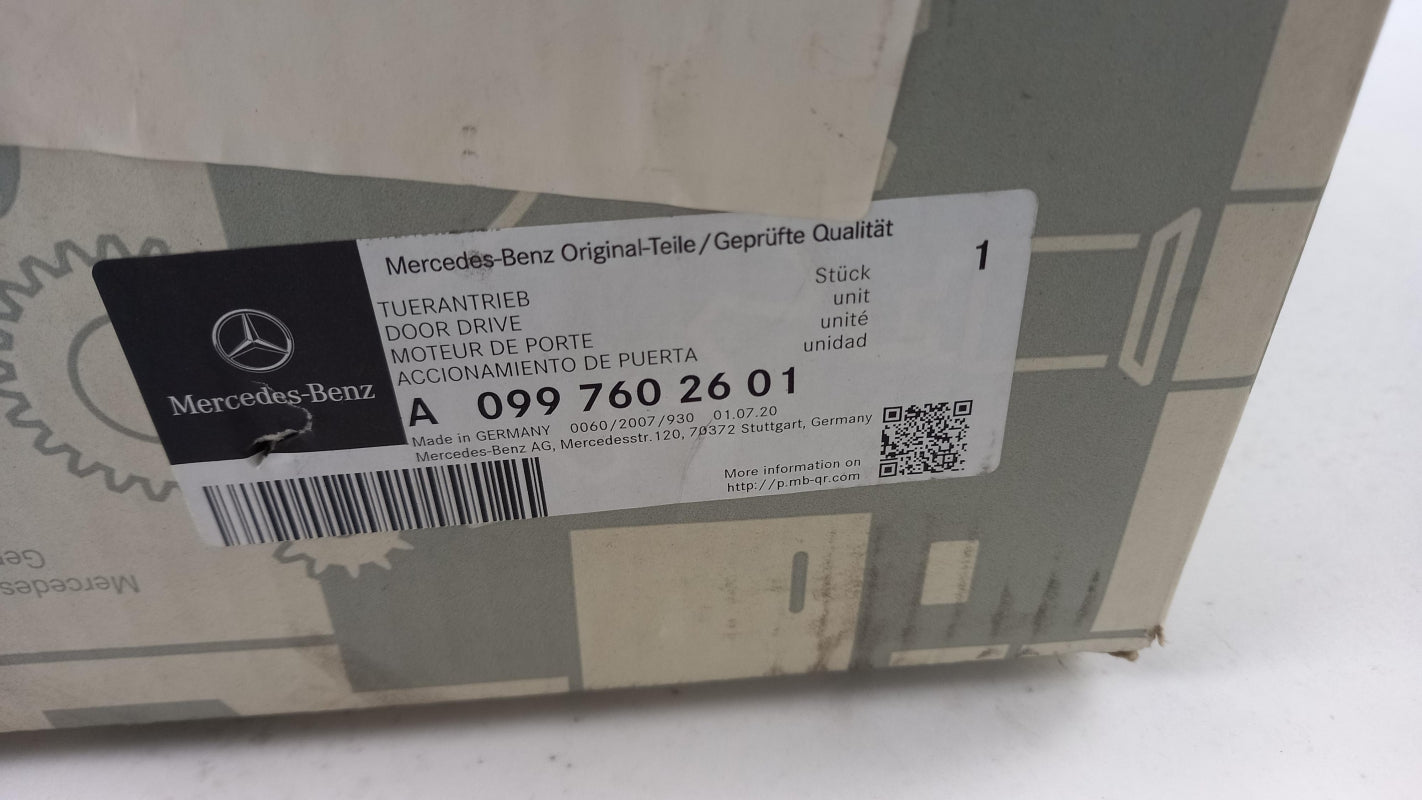 Mercedes-Benz Original-Teile/Geprüfte Qualität
1
TUERANTRIEB
DOOR DRIVE
MOTEUR DE PORTE
ACCIONAMIENTO DE PUERTA
Stück
unit
unité
unidad
Mercedes-Benz
A 099 760 26 01
Made in GERMANY 0060/2007/930 01.07.20
Mercedes-Benz AG, Mercedesstr.120, 70372 Stuttgart, Germany
More information on
http://p.mb-qr.com
Mercedes
Ger